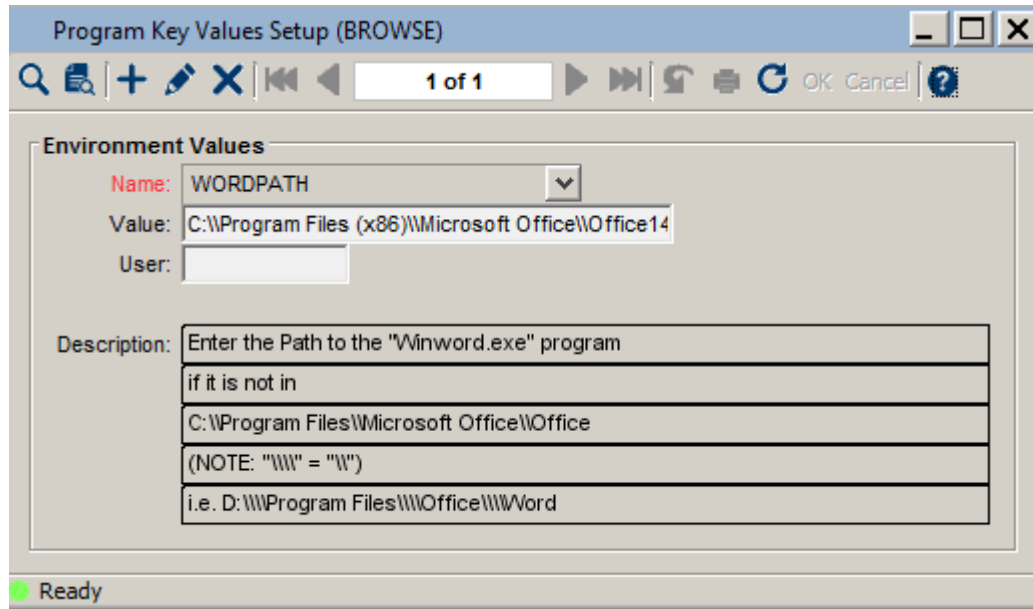 Program Key Values Setup (BROWSE)
1 of 1 OK Cancel
Environment Values
Name: WORDPATH
Value: C:\\Program Files (x86)\\Microsoft Office\\Office14
User:
Description: Enter the Path to the "Winword.exe" program
if it is not in
C:\\Program Files\\Microsoft Office\\Office
(NOTE: "\\\\" = "\\")
i.e. D:\\\\Program Files\\\\Office\\\\Word
Ready